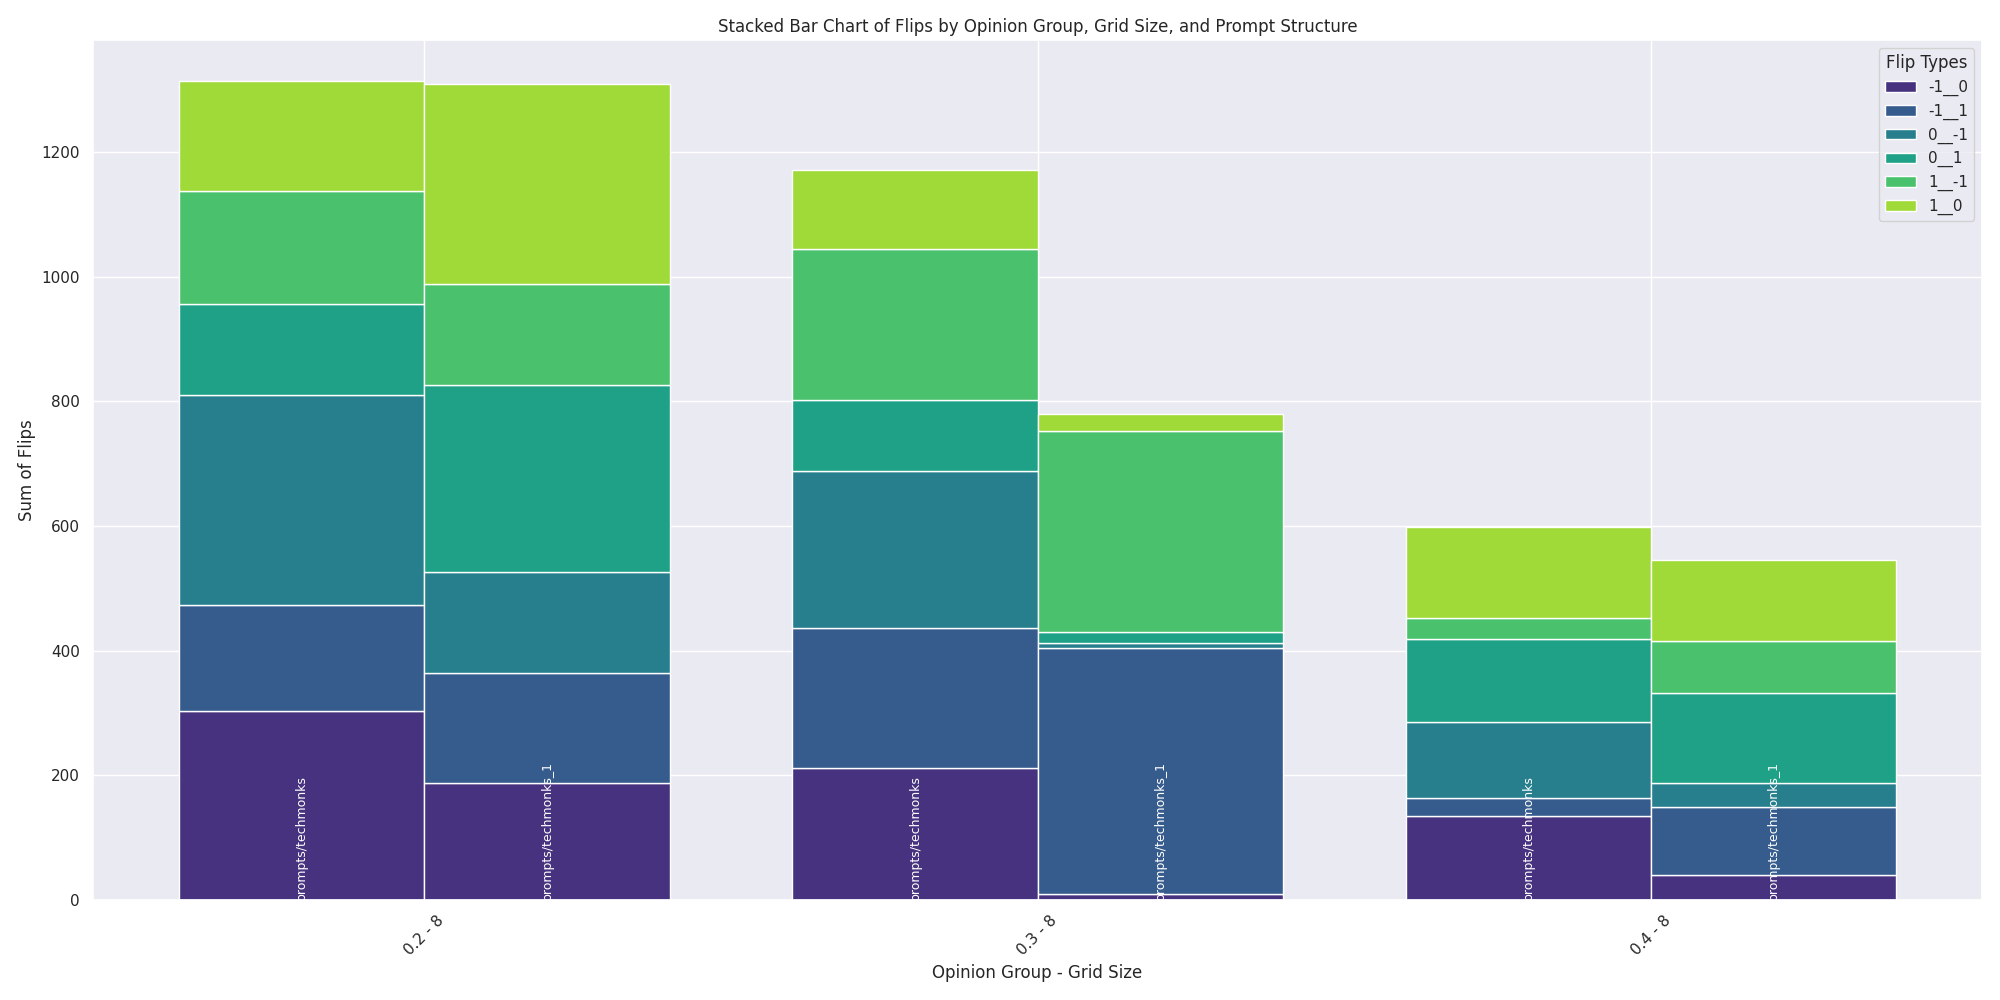 Stacked Bar Chart of Flips by Opinion Group, Grid Size, and Prompt Structure
Flip Types
-1__0
-1__1
0__-1
0__1
1__-1
1__0
Sum of Flips
1200
1000
800
600
400
200
0
prompts/techmonks
prompts/techmonks_1
prompts/techmonks
prompts/techmonks_1
prompts/techmonks
prompts/techmonks_1
0.2 - 8
0.3 - 8
0.4 - 8
Opinion Group - Grid Size